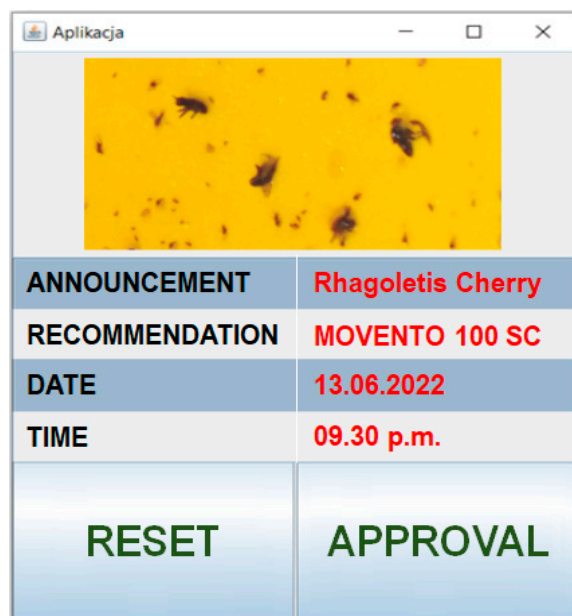 Aplikacja
ANNOUNCEMENT Rhagoletis Cherry
RECOMMENDATION MOVENTO 100 SC
DATE 13.06.2022
TIME 09.30 p.m.
RESET APPROVAL